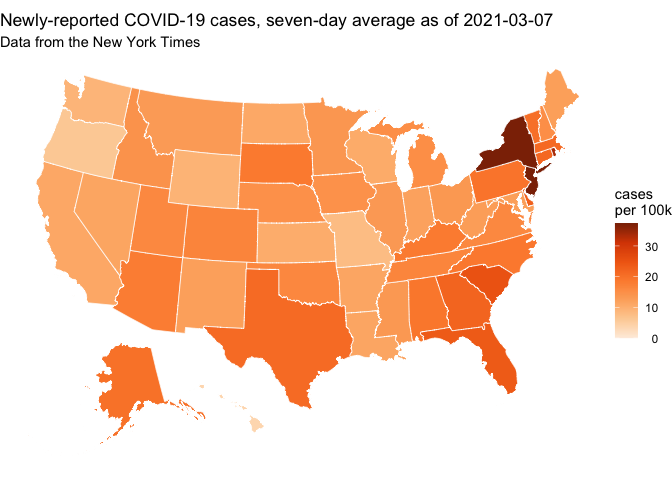 Newly-reported COVID-19 cases, seven-day average as of 2021-03-07
Data from the New York Times
cases
per 100k
30
20
10
0